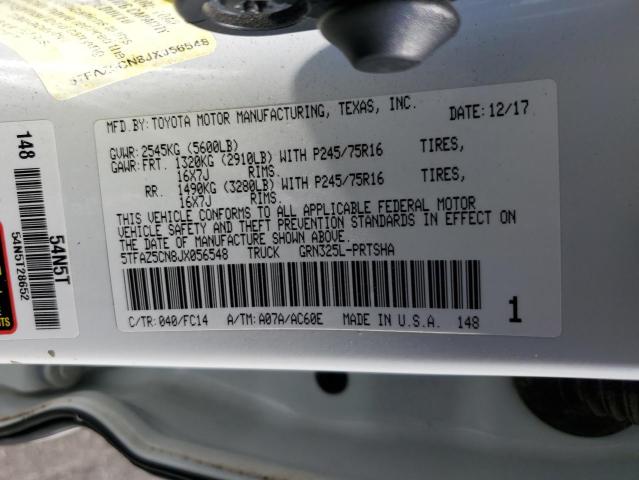 5TFAZ5CN8JX056548
MFD.BY:TOYOTA MOTOR MANUFACTURING, TEXAS, INC. DATE:12/17
GVWR:2545KG (5600LB)
GAWR:FRT. 1320KG (2910LB) WITH P245/75R16 TIRES,
16X7J RIMS.
RR. 1490KG (3280LB) WITH P245/75R16 TIRES,
16X7J RIMS.
THIS VEHICLE CONFORMS TO ALL APPLICABLE FEDERAL MOTOR
VEHICLE SAFETY AND THEFT PREVENTION STANDARDS IN EFFECT ON
THE DATE OF MANUFACTURE SHOWN ABOVE.
5TFAZ5CN8JX056548 TRUCK GRN325L-PRTSHA
C/TR:040/FC14 A/TM:A07A/AC60E MADE IN U.S.A. 148 1
148
54N5T
54N5T28652